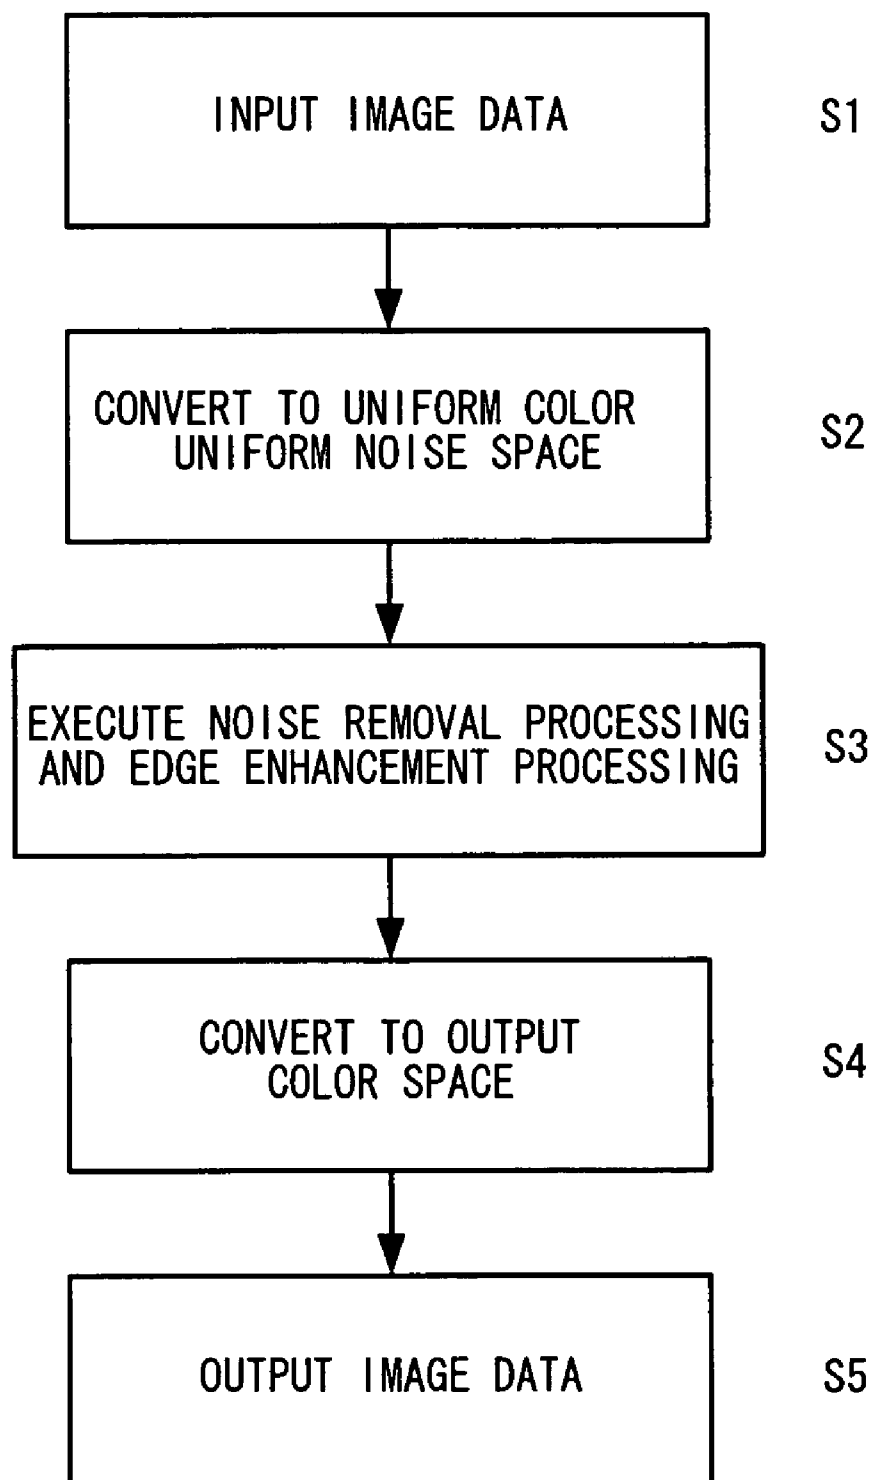 INPUT IMAGE DATA
S1
CONVERT TO UNIFORM COLOR
UNIFORM NOISE SPACE
S2
EXECUTE NOISE REMOVAL PROCESSING
AND EDGE ENHANCEMENT PROCESSING
S3
CONVERT TO OUTPUT
COLOR SPACE
S4
OUTPUT IMAGE DATA
S5